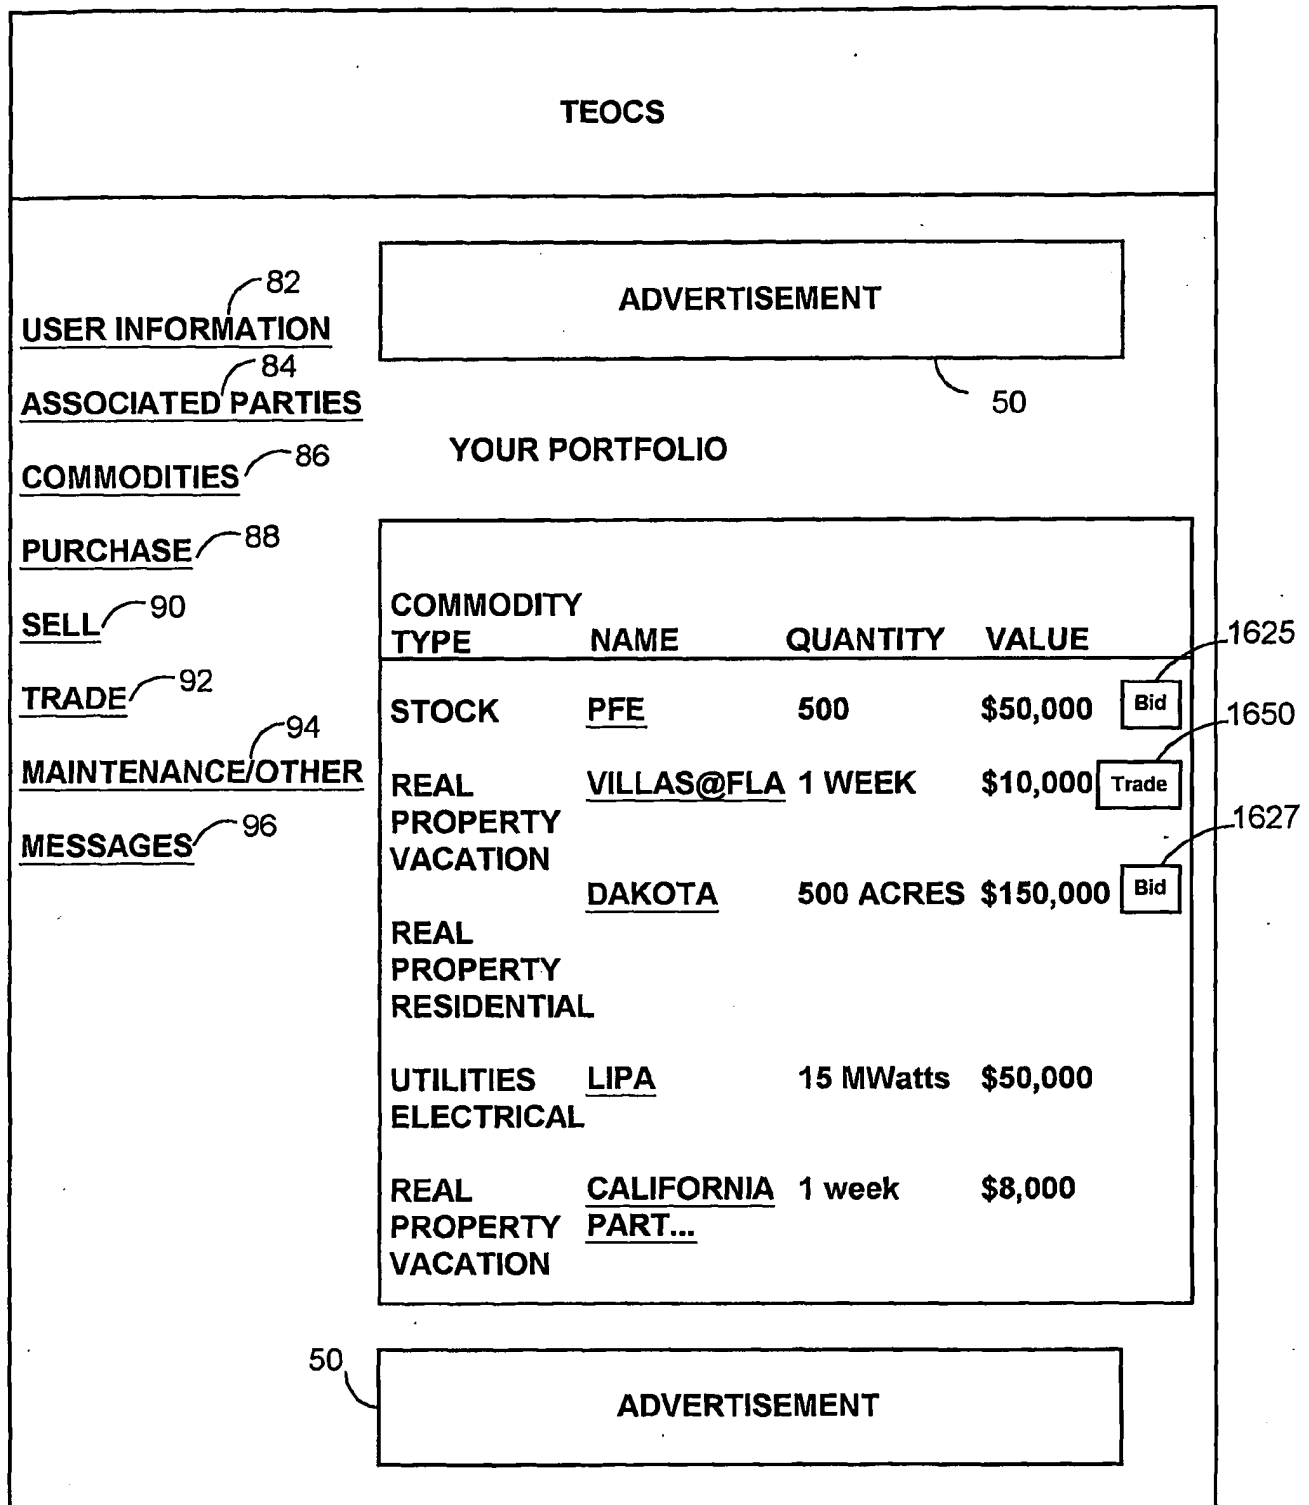 TEOCS
ADVERTISEMENT
50
82
USER INFORMATION
84
ASSOCIATED PARTIES
86
COMMODITIES
88
PURCHASE
90
SELL
92
TRADE
94
MAINTENANCE/OTHER
96
MESSAGES
YOUR PORTFOLIO
COMMODITY
TYPE NAME QUANTITY VALUE
1625
STOCK PFE 500 $50,000 Bid
1650
REAL VILLAS@FLA 1 WEEK $10,000 Trade
PROPERTY
VACATION
1627
DAKOTA 500 ACRES $150,000 Bid
REAL
PROPERTY
RESIDENTIAL
UTILITIES LIPA 15 MWatts $50,000
ELECTRICAL
REAL CALIFORNIA 1 week $8,000
PROPERTY PART...
VACATION
50
ADVERTISEMENT